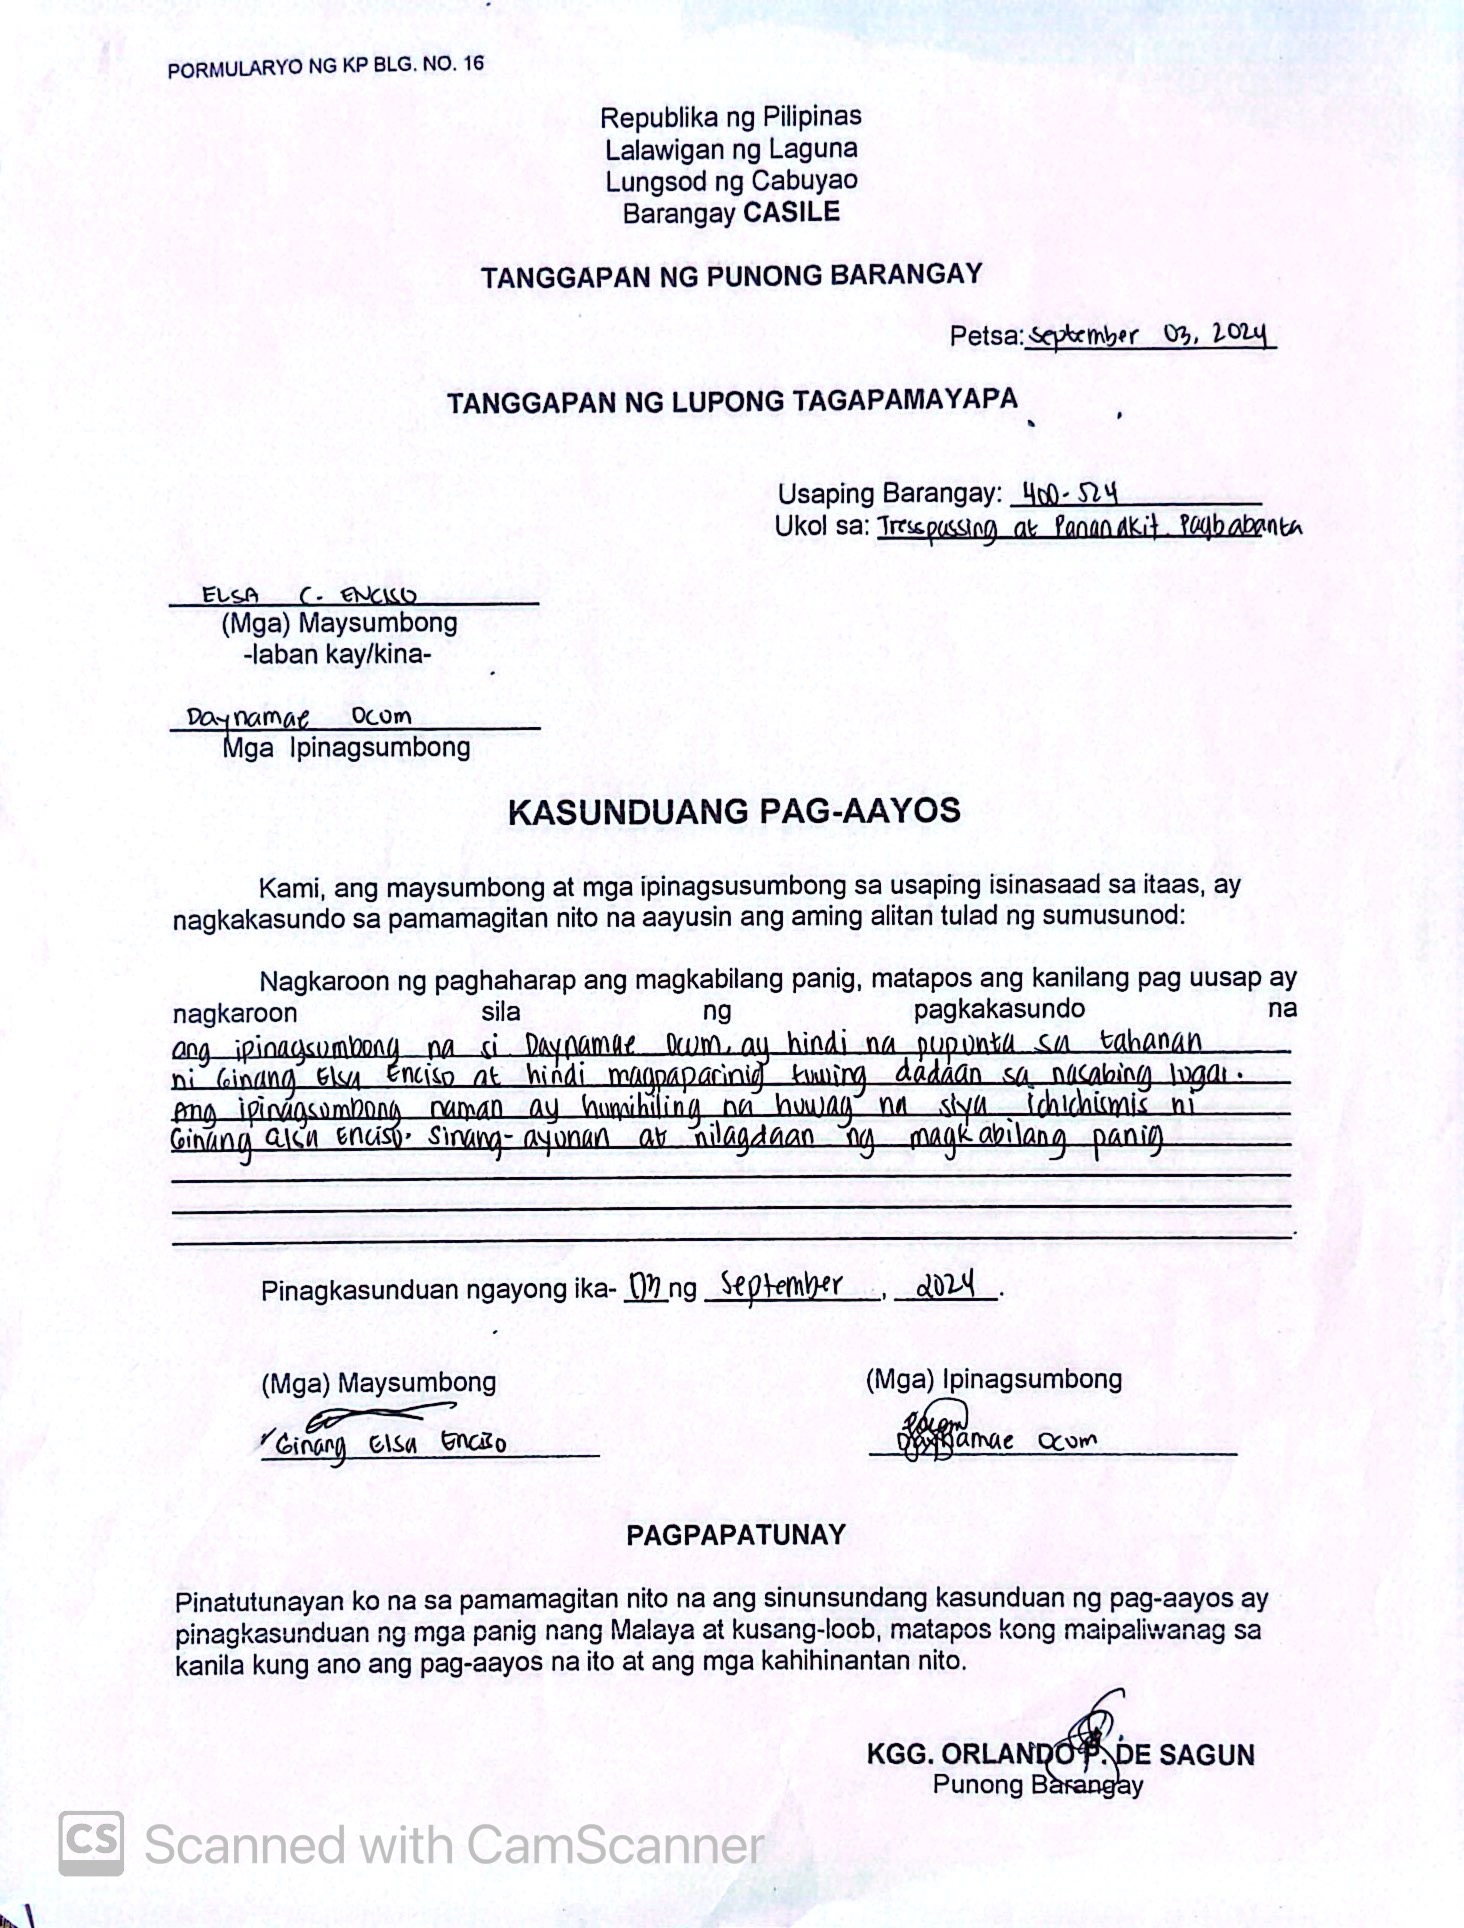 PORMULARYO NG KP BLG. NO. 16
Republika ng Pilipinas
Lalawigan ng Laguna
Lungsod ng Cabuyao
Barangay CASILE
TANGGAPAN NG PUNONG BARANGAY
Petsa: September 03, 2024
TANGGAPAN NG LUPONG TAGAPAMAYAPA
Usaping Barangay: 400-524
Ukol sa: Tresspassing at Pananakit. Pagbabanta
ELSA C. ENCISO
(Mga) Maysumbong
-laban kay/kina-
Daynamae Ocom
Mga Ipinagsumbong
KASUNDUANG PAG-AAYOS
Kami, ang maysumbong at mga ipinagsusumbong sa usaping isinasaad sa itaas, ay
nagkakasundo sa pamamagitan nito na aayusin ang aming alitan tulad ng sumusunod:
Nagkaroon ng paghaharap ang magkabilang panig, matapos ang kanilang pag uusap ay
nagkaroon sila ng pagkakasundo na
ang ipinagsumbong na si Daynamae Ocom, ay hindi na pupunta sa tahanan
ni Ginang Elsa Enciso at hindi magpaparinig tuwing dadaan sa nasabing lugar.
Ang ipinagsumbong naman ay humihiling na huwag na siya ichichismis ni
Ginang Elsa Enciso. Sinang-ayunan at nilagdaan ng magkabilang panig
Pinagkasunduan ngayong ika- 03 ng September, 2024.
(Mga) Maysumbong (Mga) Ipinagsumbong
Ginang Elsa Enciso Daynamae Ocom
PAGPAPATUNAY
Pinatutunayan ko na sa pamamagitan nito na ang sinunsundang kasunduan ng pag-aayos ay
pinagkasunduan ng mga panig nang Malaya at kusang-loob, matapos kong maipaliwanag sa
kanila kung ano ang pag-aayos na ito at ang mga kahihinantan nito.
KGG. ORLANDO P. DE SAGUN
Punong Barangay
CS Scanned with CamScanner